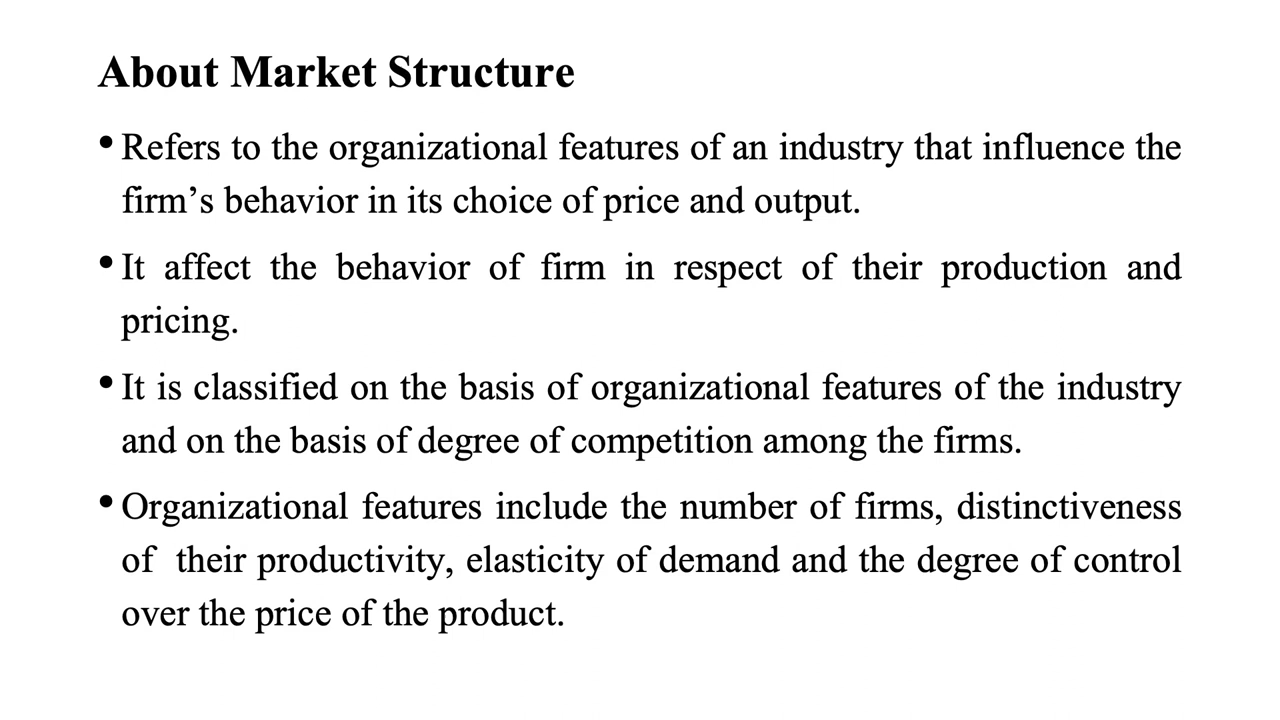 About Market Structure
• Refers to the organizational features of an industry that influence the
firm’s behavior in its choice of price and output.
• It affect the behavior of firm in respect of their production and
pricing.
• It is classified on the basis of organizational features of the industry
and on the basis of degree of competition among the firms.
• Organizational features include the number of firms, distinctiveness
of their productivity, elasticity of demand and the degree of control
over the price of the product.